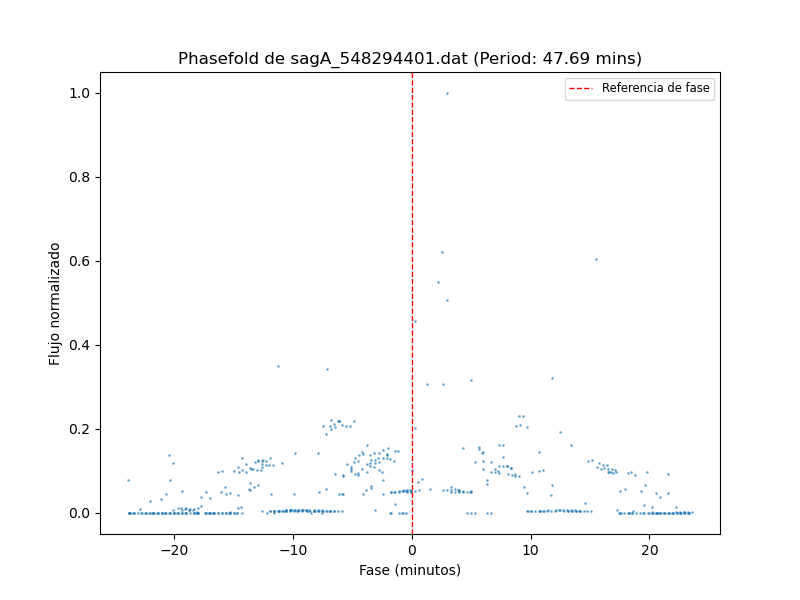 Phasefold de sagA_548294401.dat (Period: 47.69 mins)
Referencia de fase
Flujo normalizado
1.0
0.8
0.6
0.4
0.2
0.0
−20 −10 0 10 20
Fase (minutos)